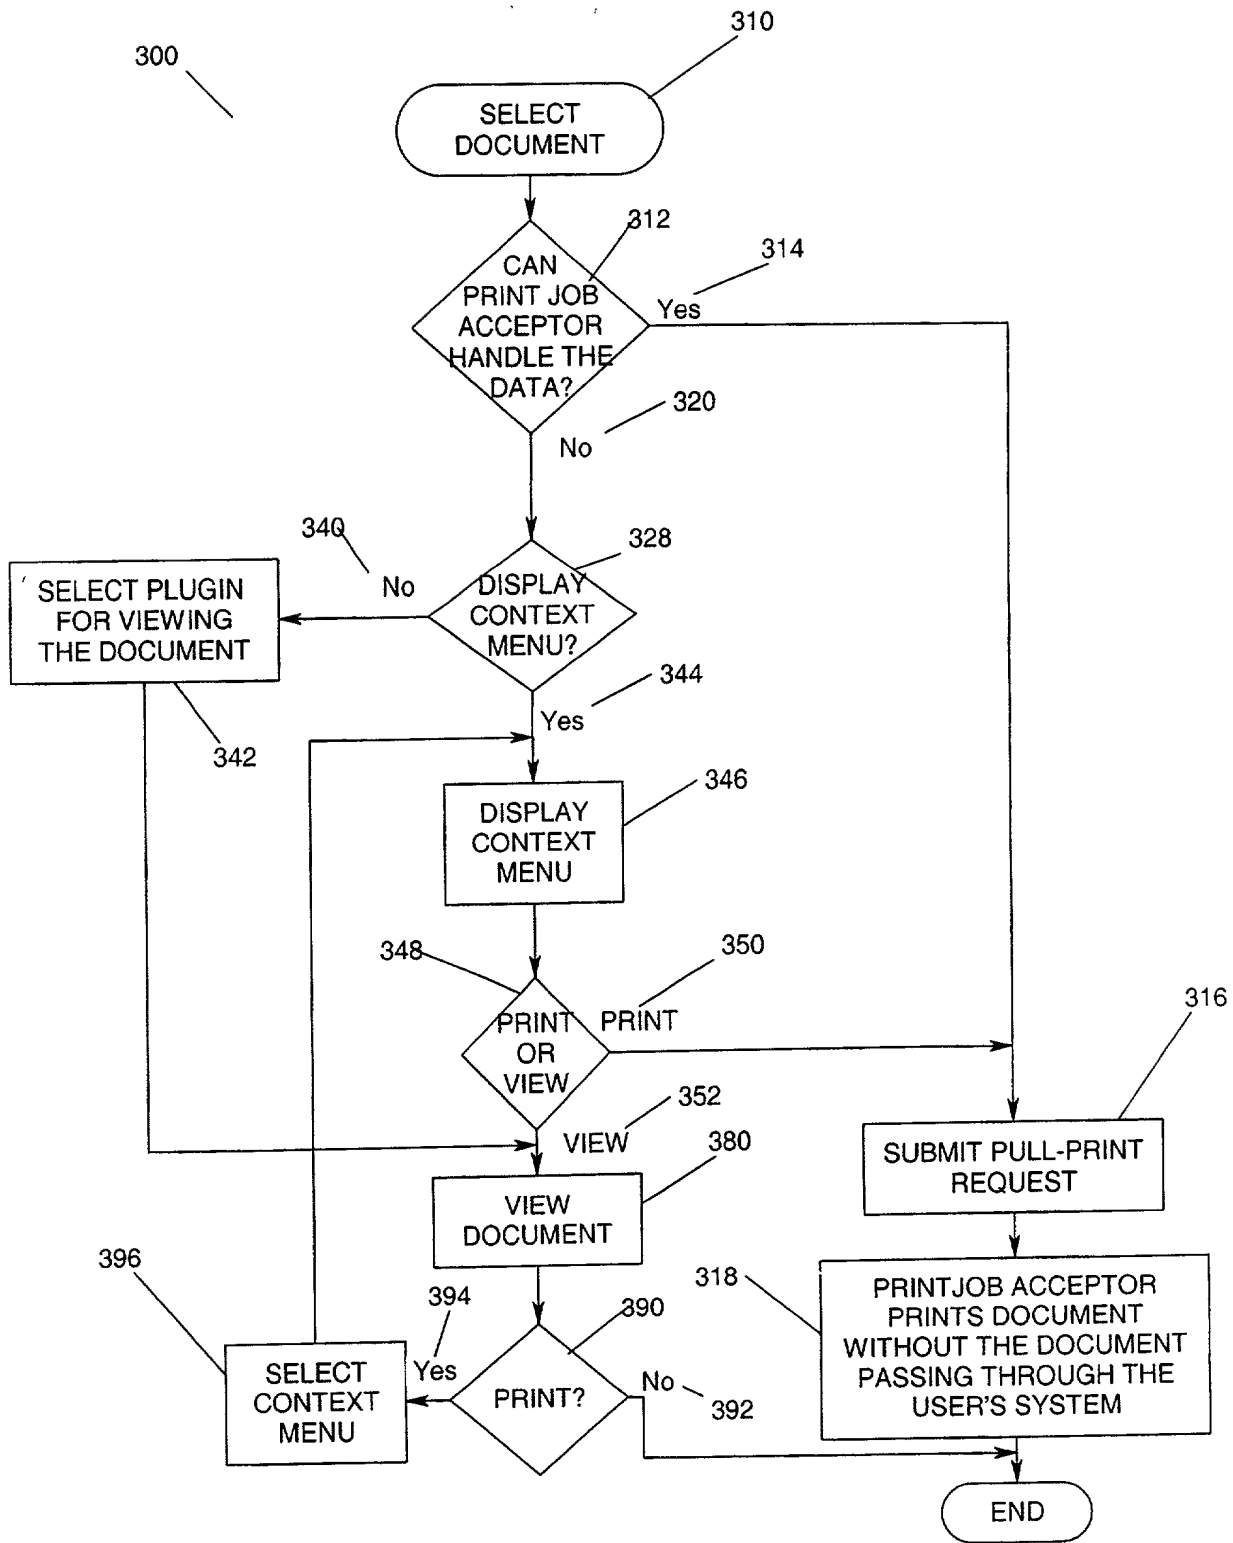 310
300
SELECT
DOCUMENT
312
314
CAN
PRINT JOB
ACCEPTOR
HANDLE THE
DATA?
Yes
320
No
340
328
No
DISPLAY
CONTEXT
MENU?
SELECT PLUGIN
FOR VIEWING
THE DOCUMENT
344
Yes
342
346
DISPLAY
CONTEXT
MENU
348
350
PRINT
OR
VIEW
PRINT
316
352
VIEW
380
SUBMIT PULL-PRINT
REQUEST
VIEW
DOCUMENT
396
318
PRINTJOB ACCEPTOR
PRINTS DOCUMENT
WITHOUT THE DOCUMENT
PASSING THROUGH THE
USER'S SYSTEM
394
390
Yes
SELECT
CONTEXT
MENU
PRINT?
No
392
END